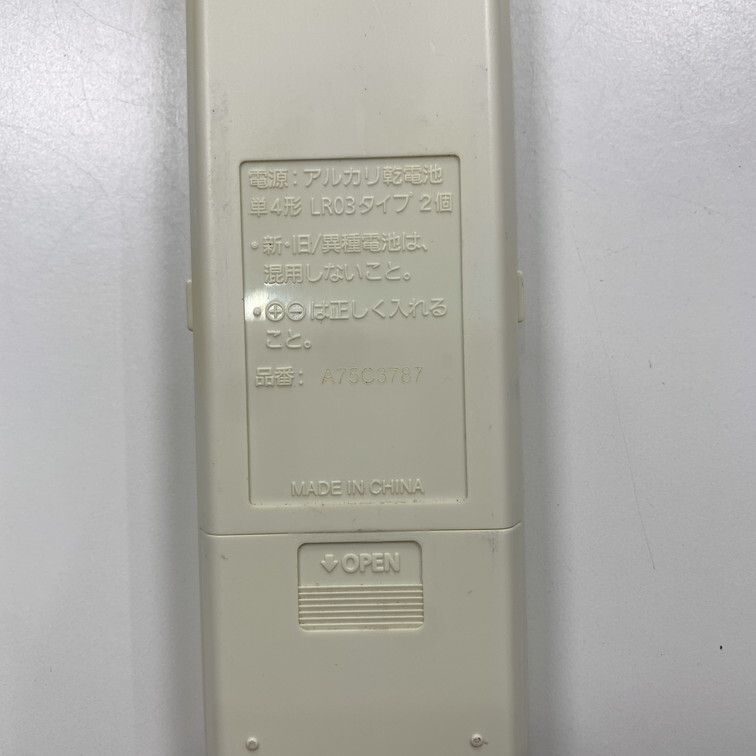 電源:アルカリ乾電池
単4形 LR03タイプ 2個
・新・旧/異種電池は、
混用しないこと。
・⊕⊖は正しく入れる
こと。
品番: A75C3787
MADE IN CHINA
↓OPEN